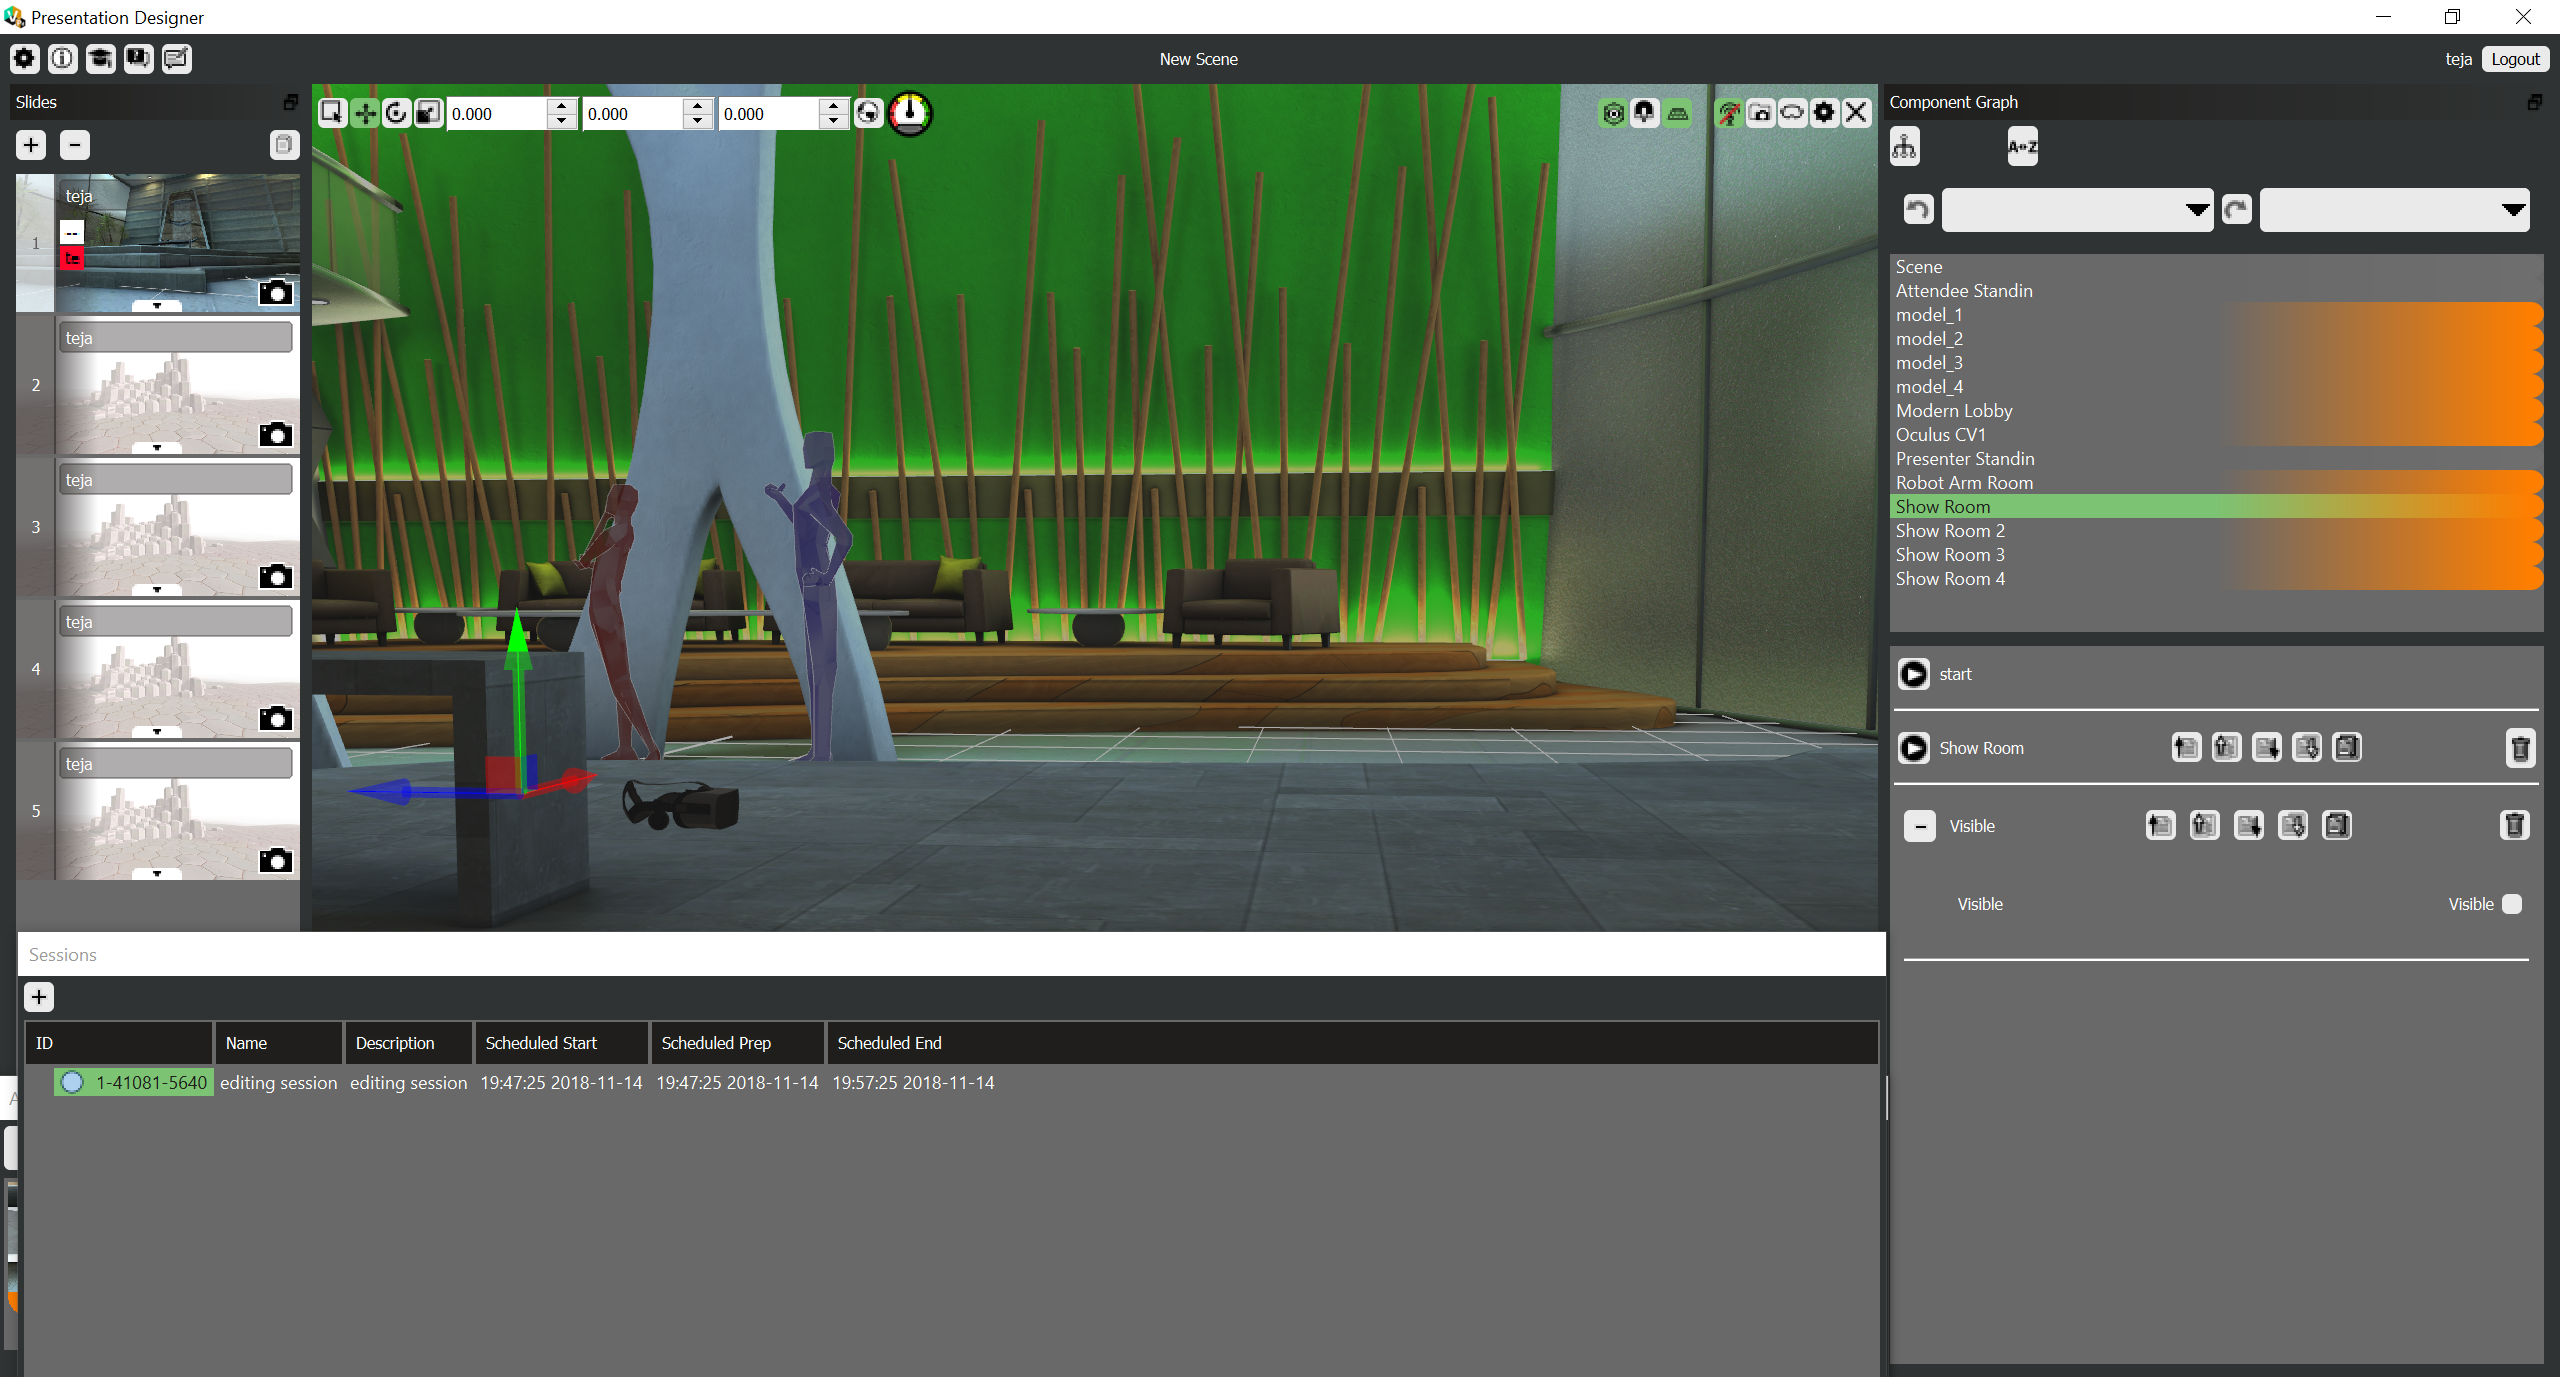 Presentation Designer
New Scene
teja Logout
Slides
1
teja
--
te
2
teja
3
teja
4
teja
5
teja
0.000
0.000
0.000
Component Graph
A↔Z
Scene
Attendee Standin
model_1
model_2
model_3
model_4
Modern Lobby
Oculus CV1
Presenter Standin
Robot Arm Room
Show Room
Show Room 2
Show Room 3
Show Room 4
start
Show Room
Visible
Visible Visible
Sessions
ID Name Description Scheduled Start Scheduled Prep Scheduled End
1-41081-5640 editing session editing session 19:47:25 2018-11-14 19:47:25 2018-11-14 19:57:25 2018-11-14